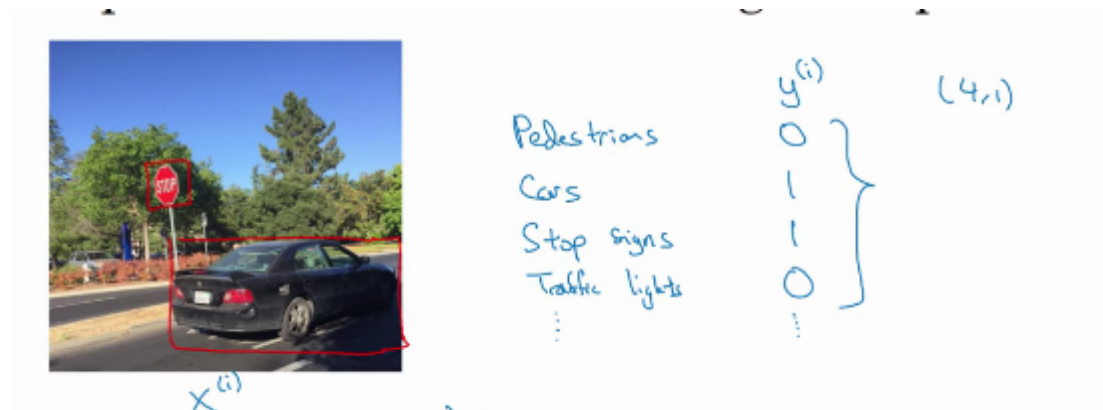 STOP
y(i) (4,1)
Pedestrians 0
Cars 1
Stop signs 1
Traffic lights 0
⋮ ⋮
x(i)